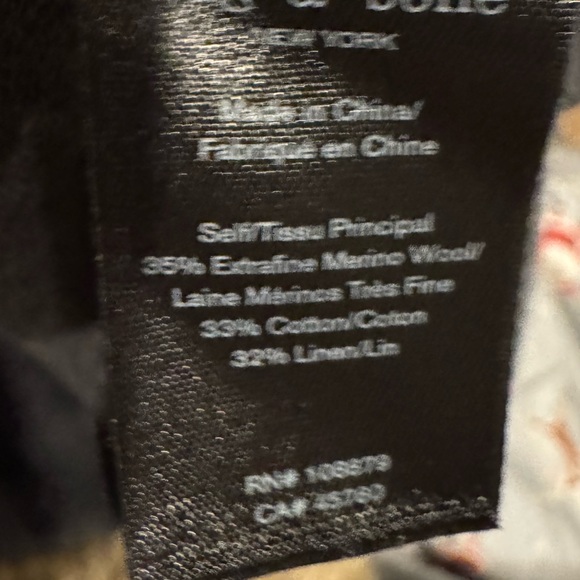 bone
NEW YORK
Made in China/
Fabriqué en Chine
Self/Tissu Principal
35% Extrafine Merino Wool/
Laine Mérinos Très Fine
33% Cotton/Coton
32% Linen/Lin
RN#
CA#